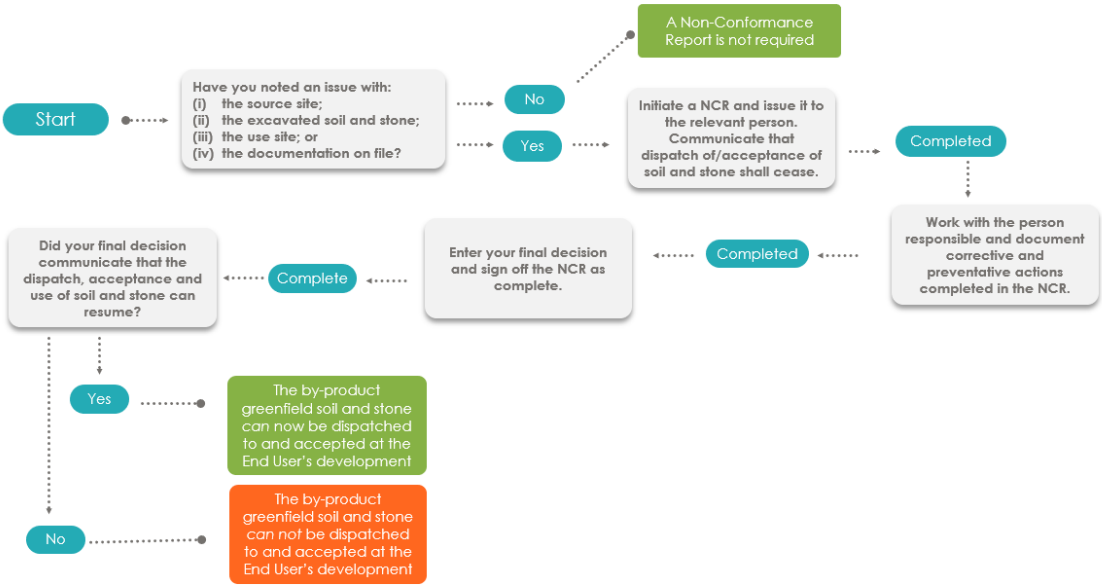 Start
Have you noted an issue with:
(i) the source site;
(ii) the excavated soil and stone;
(iii) the use site; or
(iv) the documentation on file?
No
A Non-Conformance
Report is not required
Yes
Initiate a NCR and issue it to
the relevant person.
Communicate that
dispatch of/acceptance of
soil and stone shall cease.
Completed
Work with the person
responsible and document
corrective and
preventative actions
completed in the NCR.
Completed
Enter your final decision
and sign off the NCR as
complete.
Complete
Did your final decision
communicate that the
dispatch, acceptance and
use of soil and stone can
resume?
Yes
The by-product
greenfield soil and stone
can now be dispatched
to and accepted at the
End User's development
No
The by-product
greenfield soil and stone
can not be dispatched
to and accepted at the
End User's development